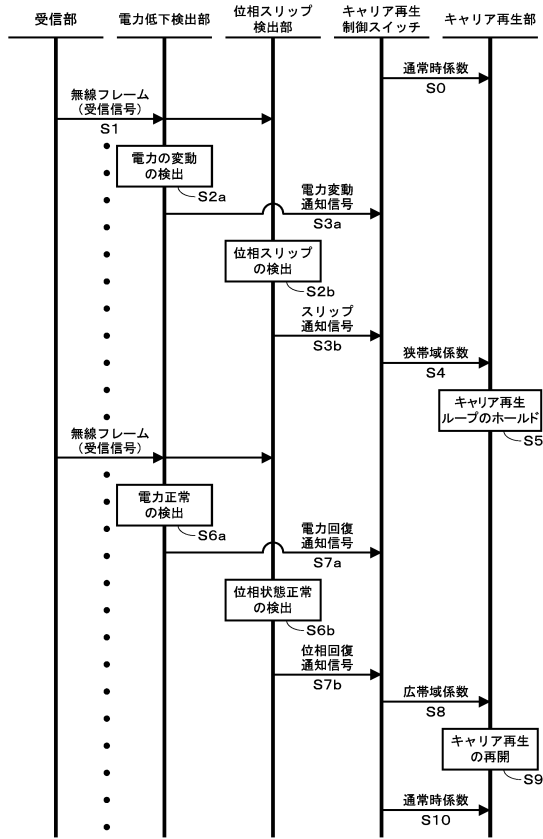 受信部
電力低下検出部
位相スリップ
検出部
キャリア再生
制御スイッチ
キャリア再生部
通常時係数
S0
無線フレーム
（受信信号）
S1
電力の変動
の検出
S2a
電力変動
通知信号
S3a
位相スリップ
の検出
S2b
スリップ
通知信号
S3b
狭帯域係数
S4
キャリア再生
ループのホールド
S5
無線フレーム
（受信信号）
電力正常
の検出
S6a
電力回復
通知信号
S7a
位相状態正常
の検出
S6b
位相回復
通知信号
S7b
広帯域係数
S8
キャリア再生
の再開
S9
通常時係数
S10